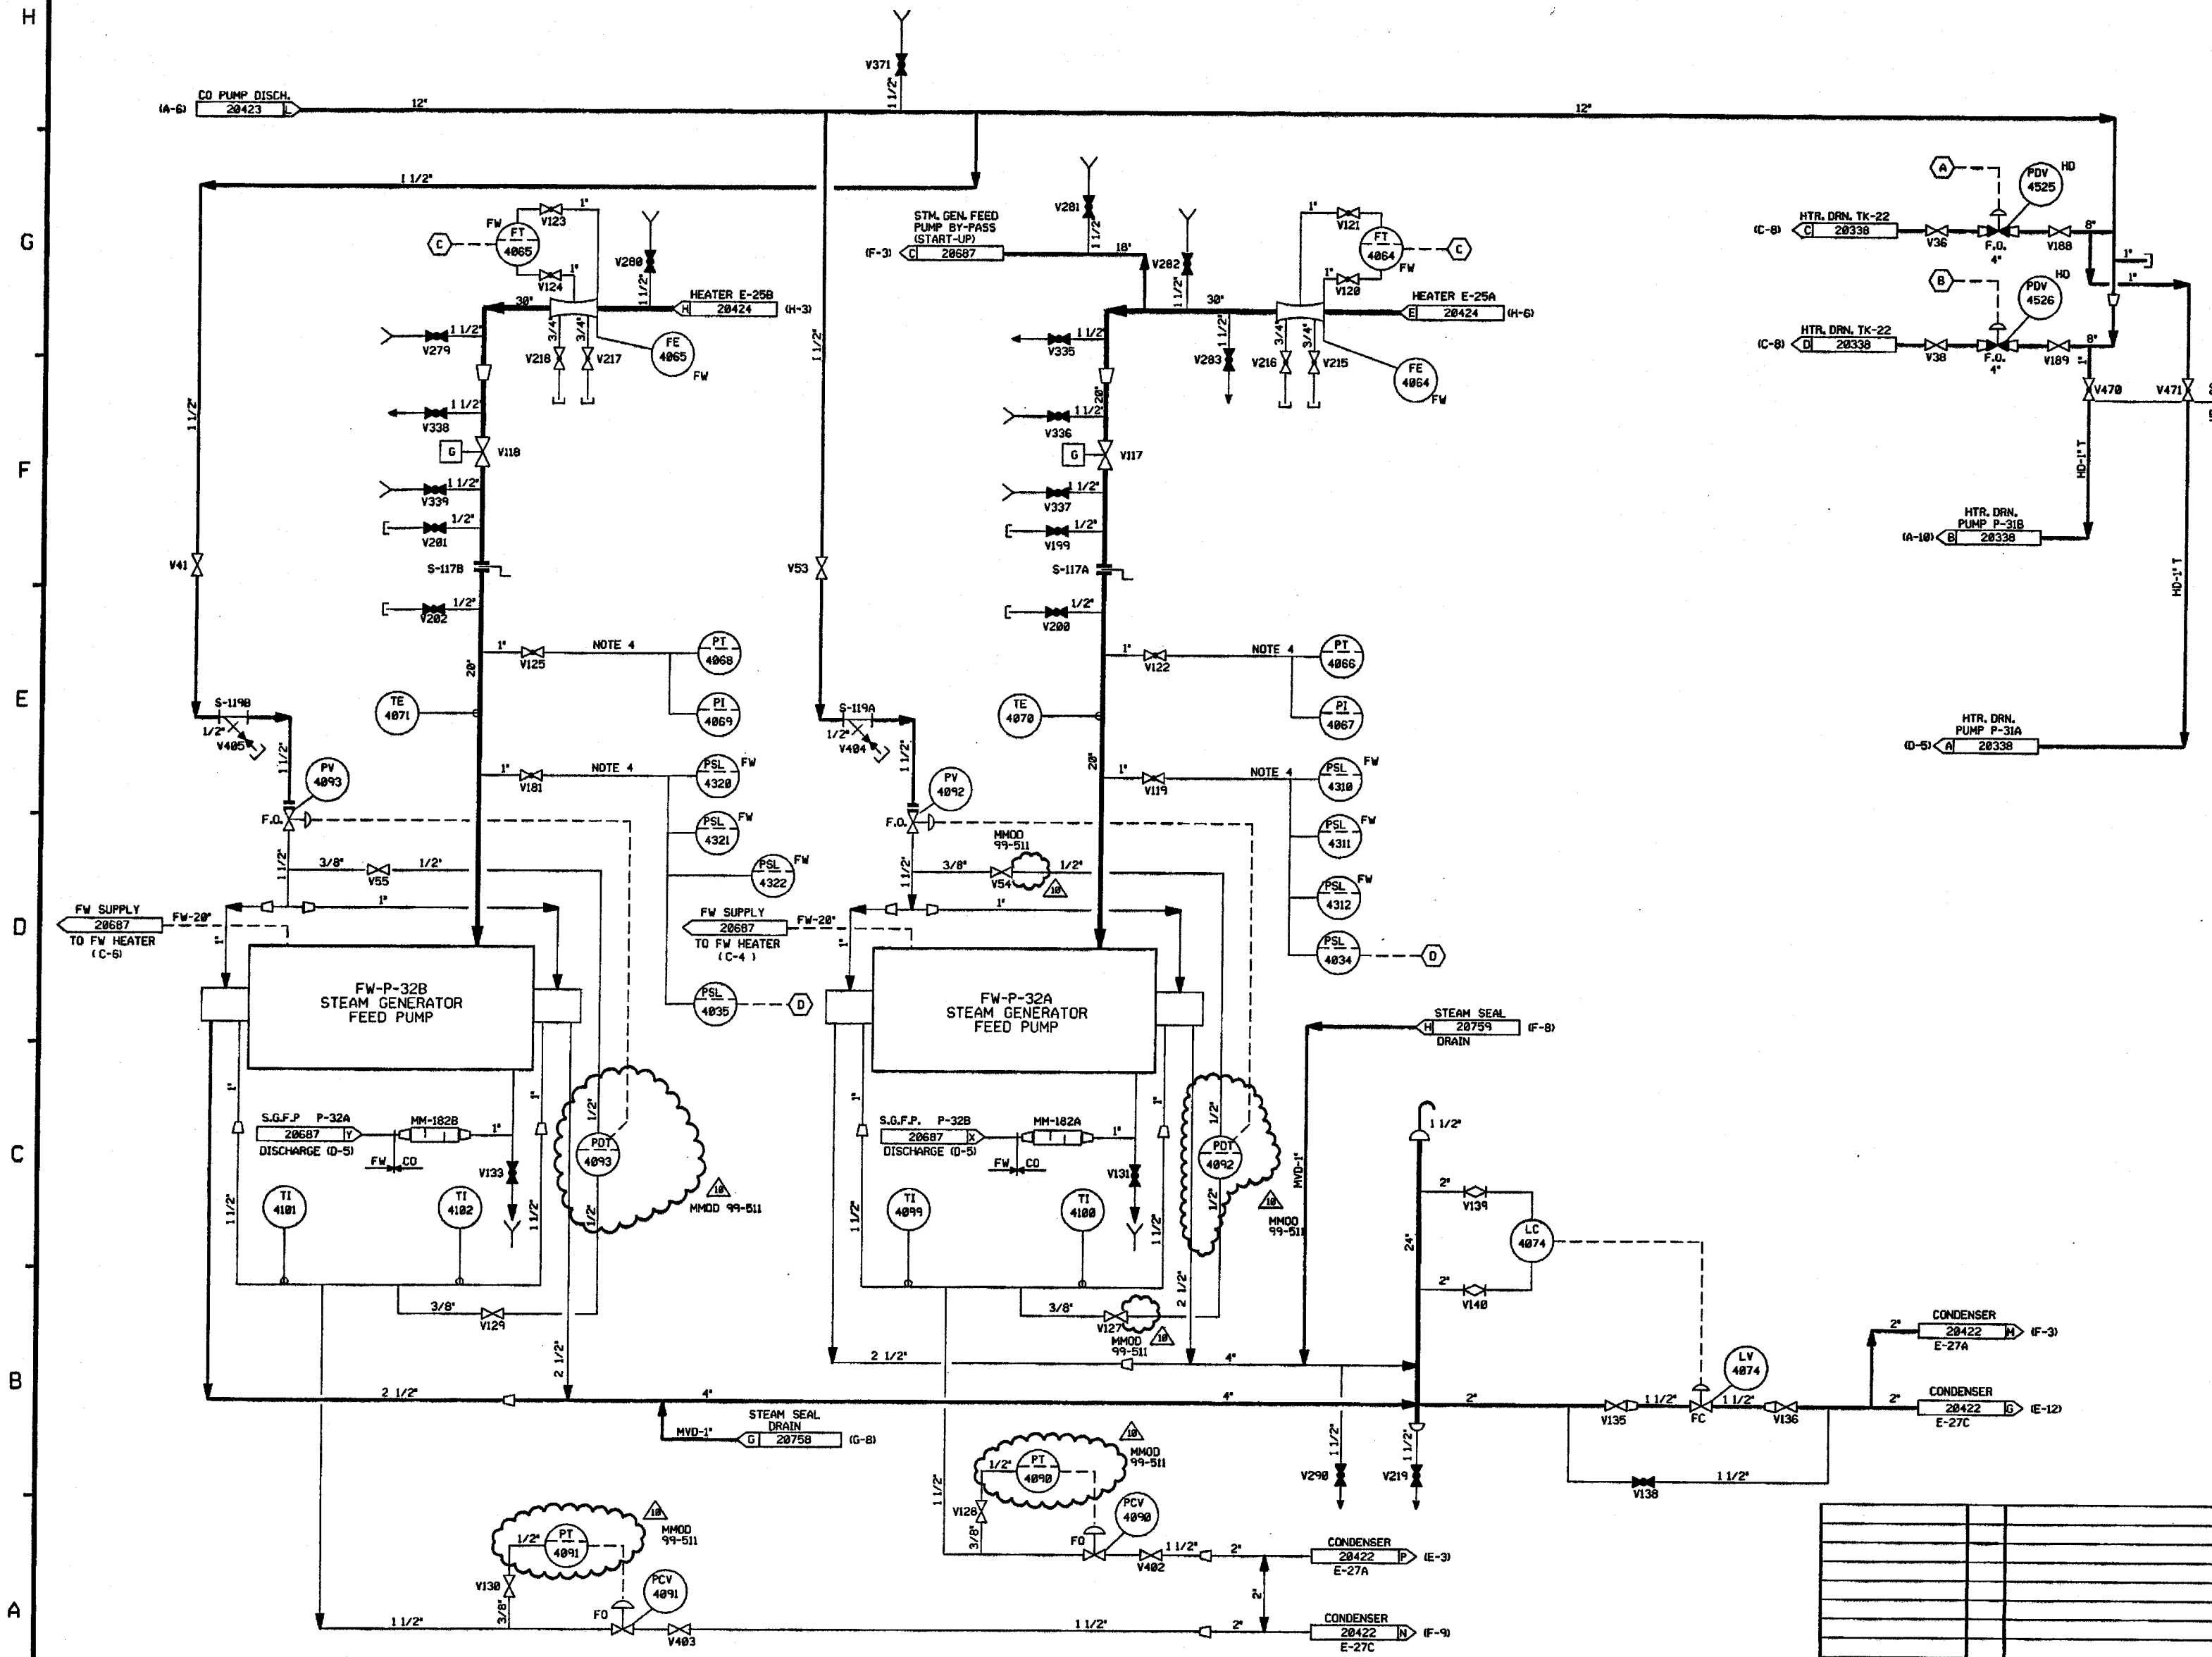 H
G
F
E
D
C
B
A
V371
1 1/2"
CO PUMP DISCH.
(A-6) 20423 L
12"
12"
1 1/2"
1 1/2"
V41
S-119B
1/2"
V405
1 1/2"
PV
4093
F.O.
1 1/2"
3/8"
V55
1/2"
1"
1"
FW SUPPLY
20687
FW-20"
TO FW HEATER
(C-6)
FW
FT
4065
C
V123
1"
V124
1"
V280
1 1/2"
HEATER E-25B
H 20424 (H-3)
30"
3/4"
3/4"
V218
V217
FE
4065
FW
V279
1 1/2"
V338
1 1/2"
G
V118
V339
1 1/2"
V201
1/2"
S-117B
V202
1/2"
1"
V125
NOTE 4
PT
4068
PI
4069
20"
TE
4071
1"
V181
NOTE 4
PSL
4320
FW
PSL
4321
FW
PSL
4322
FW
PSL
4035
D
1 1/2"
V53
S-119A
1/2"
V404
1 1/2"
PV
4092
F.O.
1 1/2"
3/8"
V54
1/2"
MMOD
99-511
10
1"
1"
FW SUPPLY
20687
FW-20"
TO FW HEATER
(C-4 )
STM. GEN. FEED
PUMP BY-PASS
(START-UP)
(F-3) C 20687
18"
V281
1 1/2"
V282
1 1/2"
30"
V283
1 1/2"
3/4"
3/4"
V216
V215
1"
V121
FT
4064
FW
C
1"
V120
HEATER E-25A
E 20424 (H-6)
FE
4064
FW
V335
1 1/2"
20"
V336
1 1/2"
G
V117
V337
1 1/2"
V199
1/2"
S-117A
V200
1/2"
1"
V122
NOTE 4
PT
4066
PI
4067
TE
4070
20"
1"
V119
NOTE 4
PSL
4310
FW
PSL
4311
FW
PSL
4312
FW
PSL
4034
D
A
PDV
4525
HD
HTR. DRN. TK-22
(C-8) C 20338
V36
F.O.
4"
V188
8"
1"
1"
B
PDV
4526
HD
HTR. DRN. TK-22
(C-8) D 20338
V38
F.O.
4"
V189
8"
1"
V470
V471
HD-1" T
HTR. DRN.
PUMP P-31B
(A-10) B 20338
HD-1" T
HTR. DRN.
PUMP P-31A
(D-5) A 20338
FW-P-32B
STEAM GENERATOR
FEED PUMP
FW-P-32A
STEAM GENERATOR
FEED PUMP
STEAM SEAL
H 20759 (F-8)
DRAIN
MVD-1"
S.G.F.P P-32A
20687 Y
DISCHARGE (D-5)
MM-182B
1"
FW CO
V133
1"
1"
1 1/2"
1 1/2"
TI
4101
TI
4102
1/2"
PDT
4093
1/2"
10
MMOD 99-511
3/8"
V129
2 1/2"
S.G.F.P. P-32B
20687 X
DISCHARGE (D-5)
MM-182A
1"
FW CO
V131
1"
1"
1 1/2"
1 1/2"
TI
4099
TI
4100
1/2"
PDT
4092
1/2"
10
MMOD
99-511
3/8"
V127
10
MMOD
99-511
2 1/2"
2 1/2"
4"
2 1/2"
4"
4"
STEAM SEAL
DRAIN
MVD-1"
G 20758 (G-8)
1 1/2"
24"
2"
V139
LC
4074
2"
V140
2"
V135
1 1/2"
FC
LV
4074
1 1/2"
V136
2"
CONDENSER
20422 M (F-3)
E-27A
2"
CONDENSER
20422 G (E-12)
E-27C
V138
1 1/2"
1 1/2"
V290
1 1/2"
V219
1 1/2"
1/2"
PT
4090
10
MMOD
99-511
V128
3/8"
FO
PCV
4090
V402
1 1/2"
2"
CONDENSER
20422 P (E-3)
E-27A
2"
1/2"
PT
4091
10
MMOD
99-511
V130
3/8"
FO
PCV
4091
V403
1 1/2"
1 1/2"
2"
CONDENSER
20422 N (F-9)
E-27C